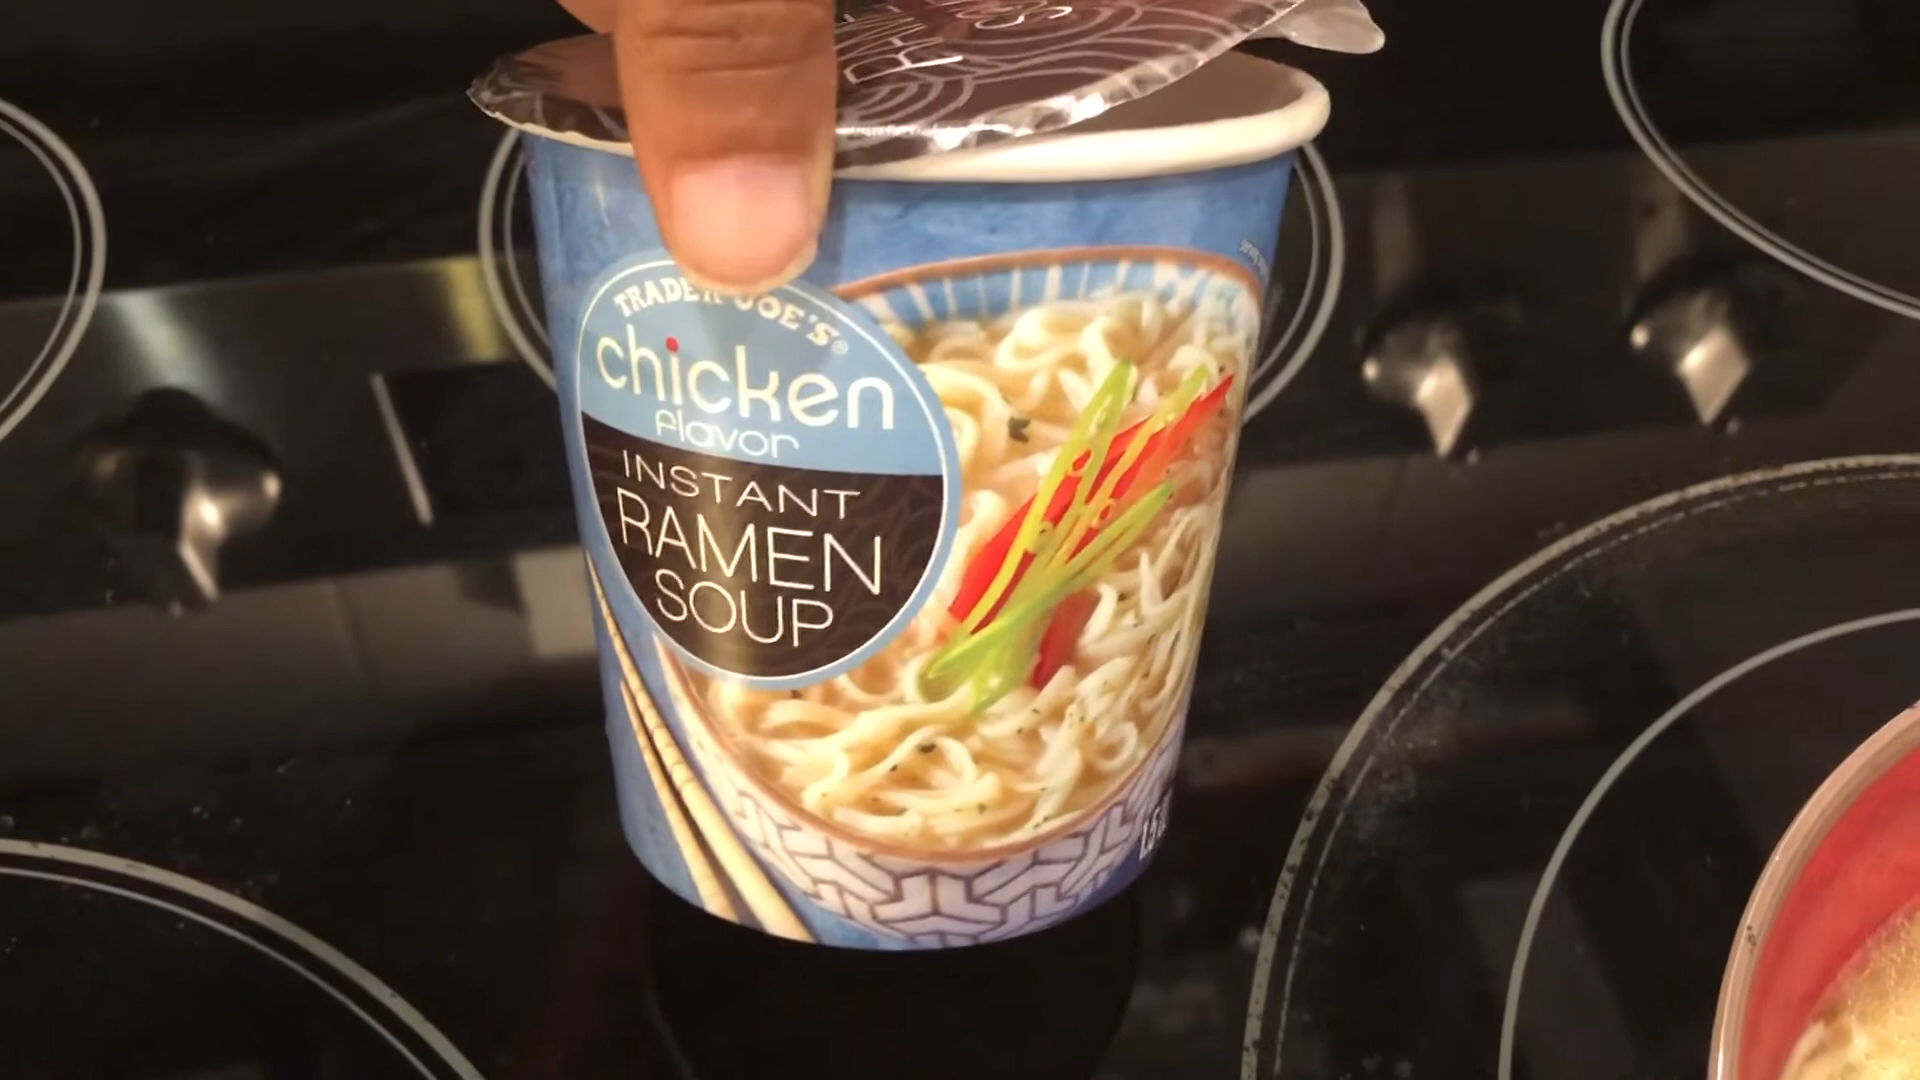 TRADER JOE'S®
chicken
flavor
INSTANT
RAMEN
SOUP